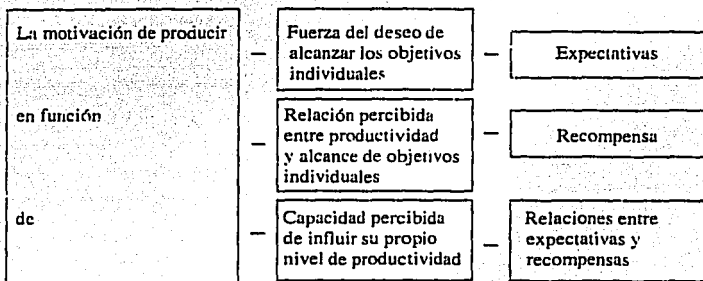 La motivación de producir
en función
de
Fuerza del deseo de
alcanzar los objetivos
individuales
Expectativas
Relación percibida
entre productividad
y alcance de objetivos
individuales
Recompensa
Capacidad percibida
de influir su propio
nivel de productividad
Relaciones entre
expectativas y
recompensas